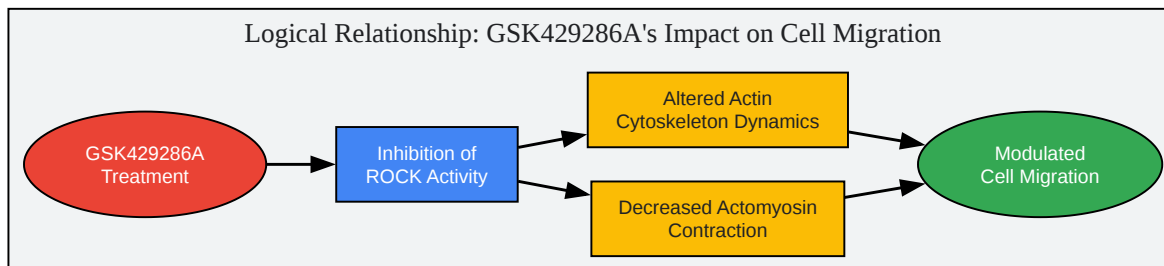 Logical Relationship: GSK429286A's Impact on Cell Migration
GSK429286A
Treatment
Inhibition of
ROCK Activity
Altered Actin
Cytoskeleton Dynamics
Decreased Actomyosin
Contraction
Modulated
Cell Migration